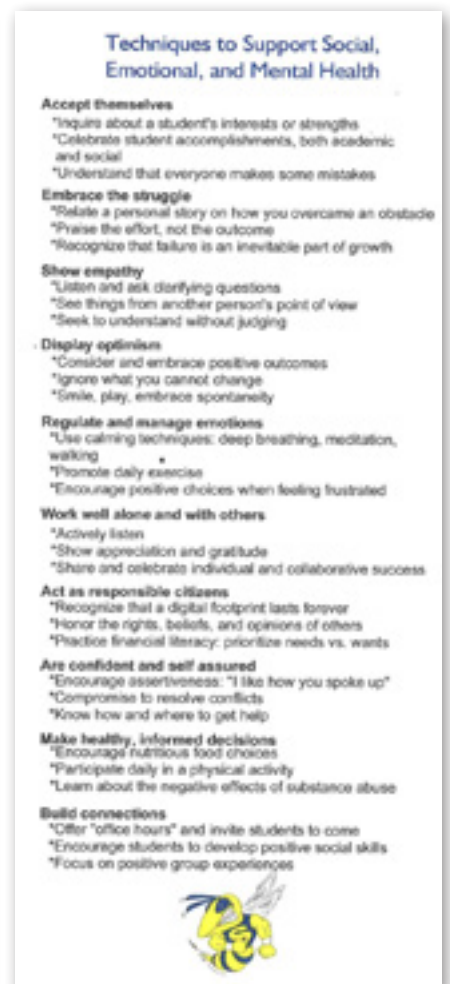 Techniques to Support Social,
Emotional, and Mental Health
Accept themselves
*Inquire about a student's interests or strengths
*Celebrate student accomplishments, both academic
and social
*Understand that everyone makes some mistakes
Embrace the struggle
*Relate a personal story on how you overcame an obstacle
*Praise the effort, not the outcome
*Recognize that failure is an inevitable part of growth
Show empathy
*Listen and ask clarifying questions
*See things from another person's point of view
*Seek to understand without judging
Display optimism
*Consider and embrace positive outcomes
*Ignore what you cannot change
*Smile, play, embrace spontaneity
Regulate and manage emotions
*Use calming techniques: deep breathing, meditation,
walking
*Promote daily exercise
*Encourage positive choices when feeling frustrated
Work well alone and with others
*Actively listen
*Show appreciation and gratitude
*Share and celebrate individual and collaborative success
Act as responsible citizens
*Recognize that a digital footprint lasts forever
*Honor the rights, beliefs, and opinions of others
*Practice financial literacy: prioritize needs vs. wants
Are confident and self assured
*Encourage assertiveness: "I like how you spoke up"
*Compromise to resolve conflicts
*Know how and where to get help
Make healthy, informed decisions
*Encourage nutritious food choices
*Participate daily in a physical activity
*Learn about the negative effects of substance abuse
Build connections
*Offer "office hours" and invite students to come
*Encourage students to develop positive social skills
*Focus on positive group experiences